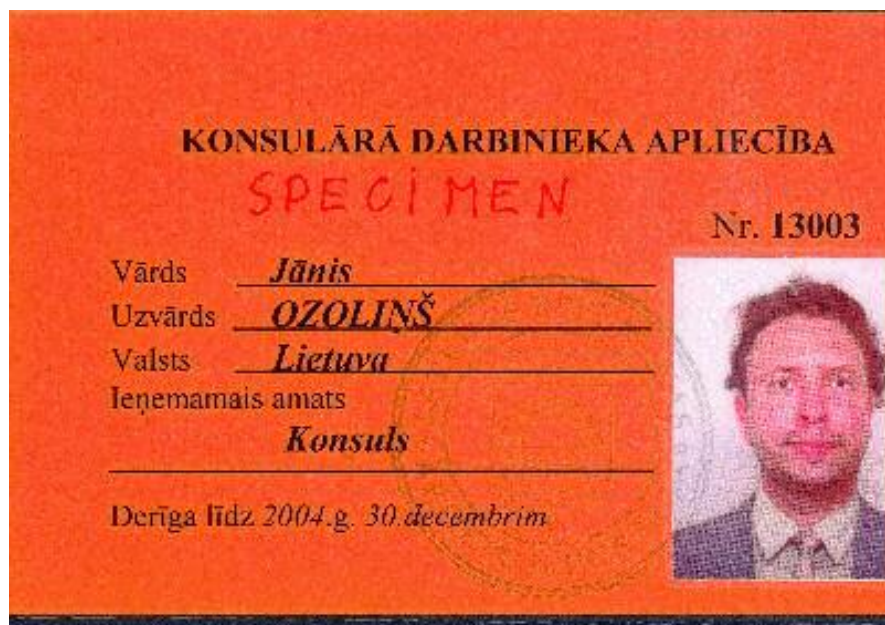 KONSULĀRĀ DARBINIEKA APLIECĪBA
SPECIMEN
Nr. 13003
Vārds Jānis
Uzvārds OZOLIŅŠ
Valsts Lietuva
Ieņemamais amats
Konsuls
Derīga līdz 2004.g. 30.decembrim